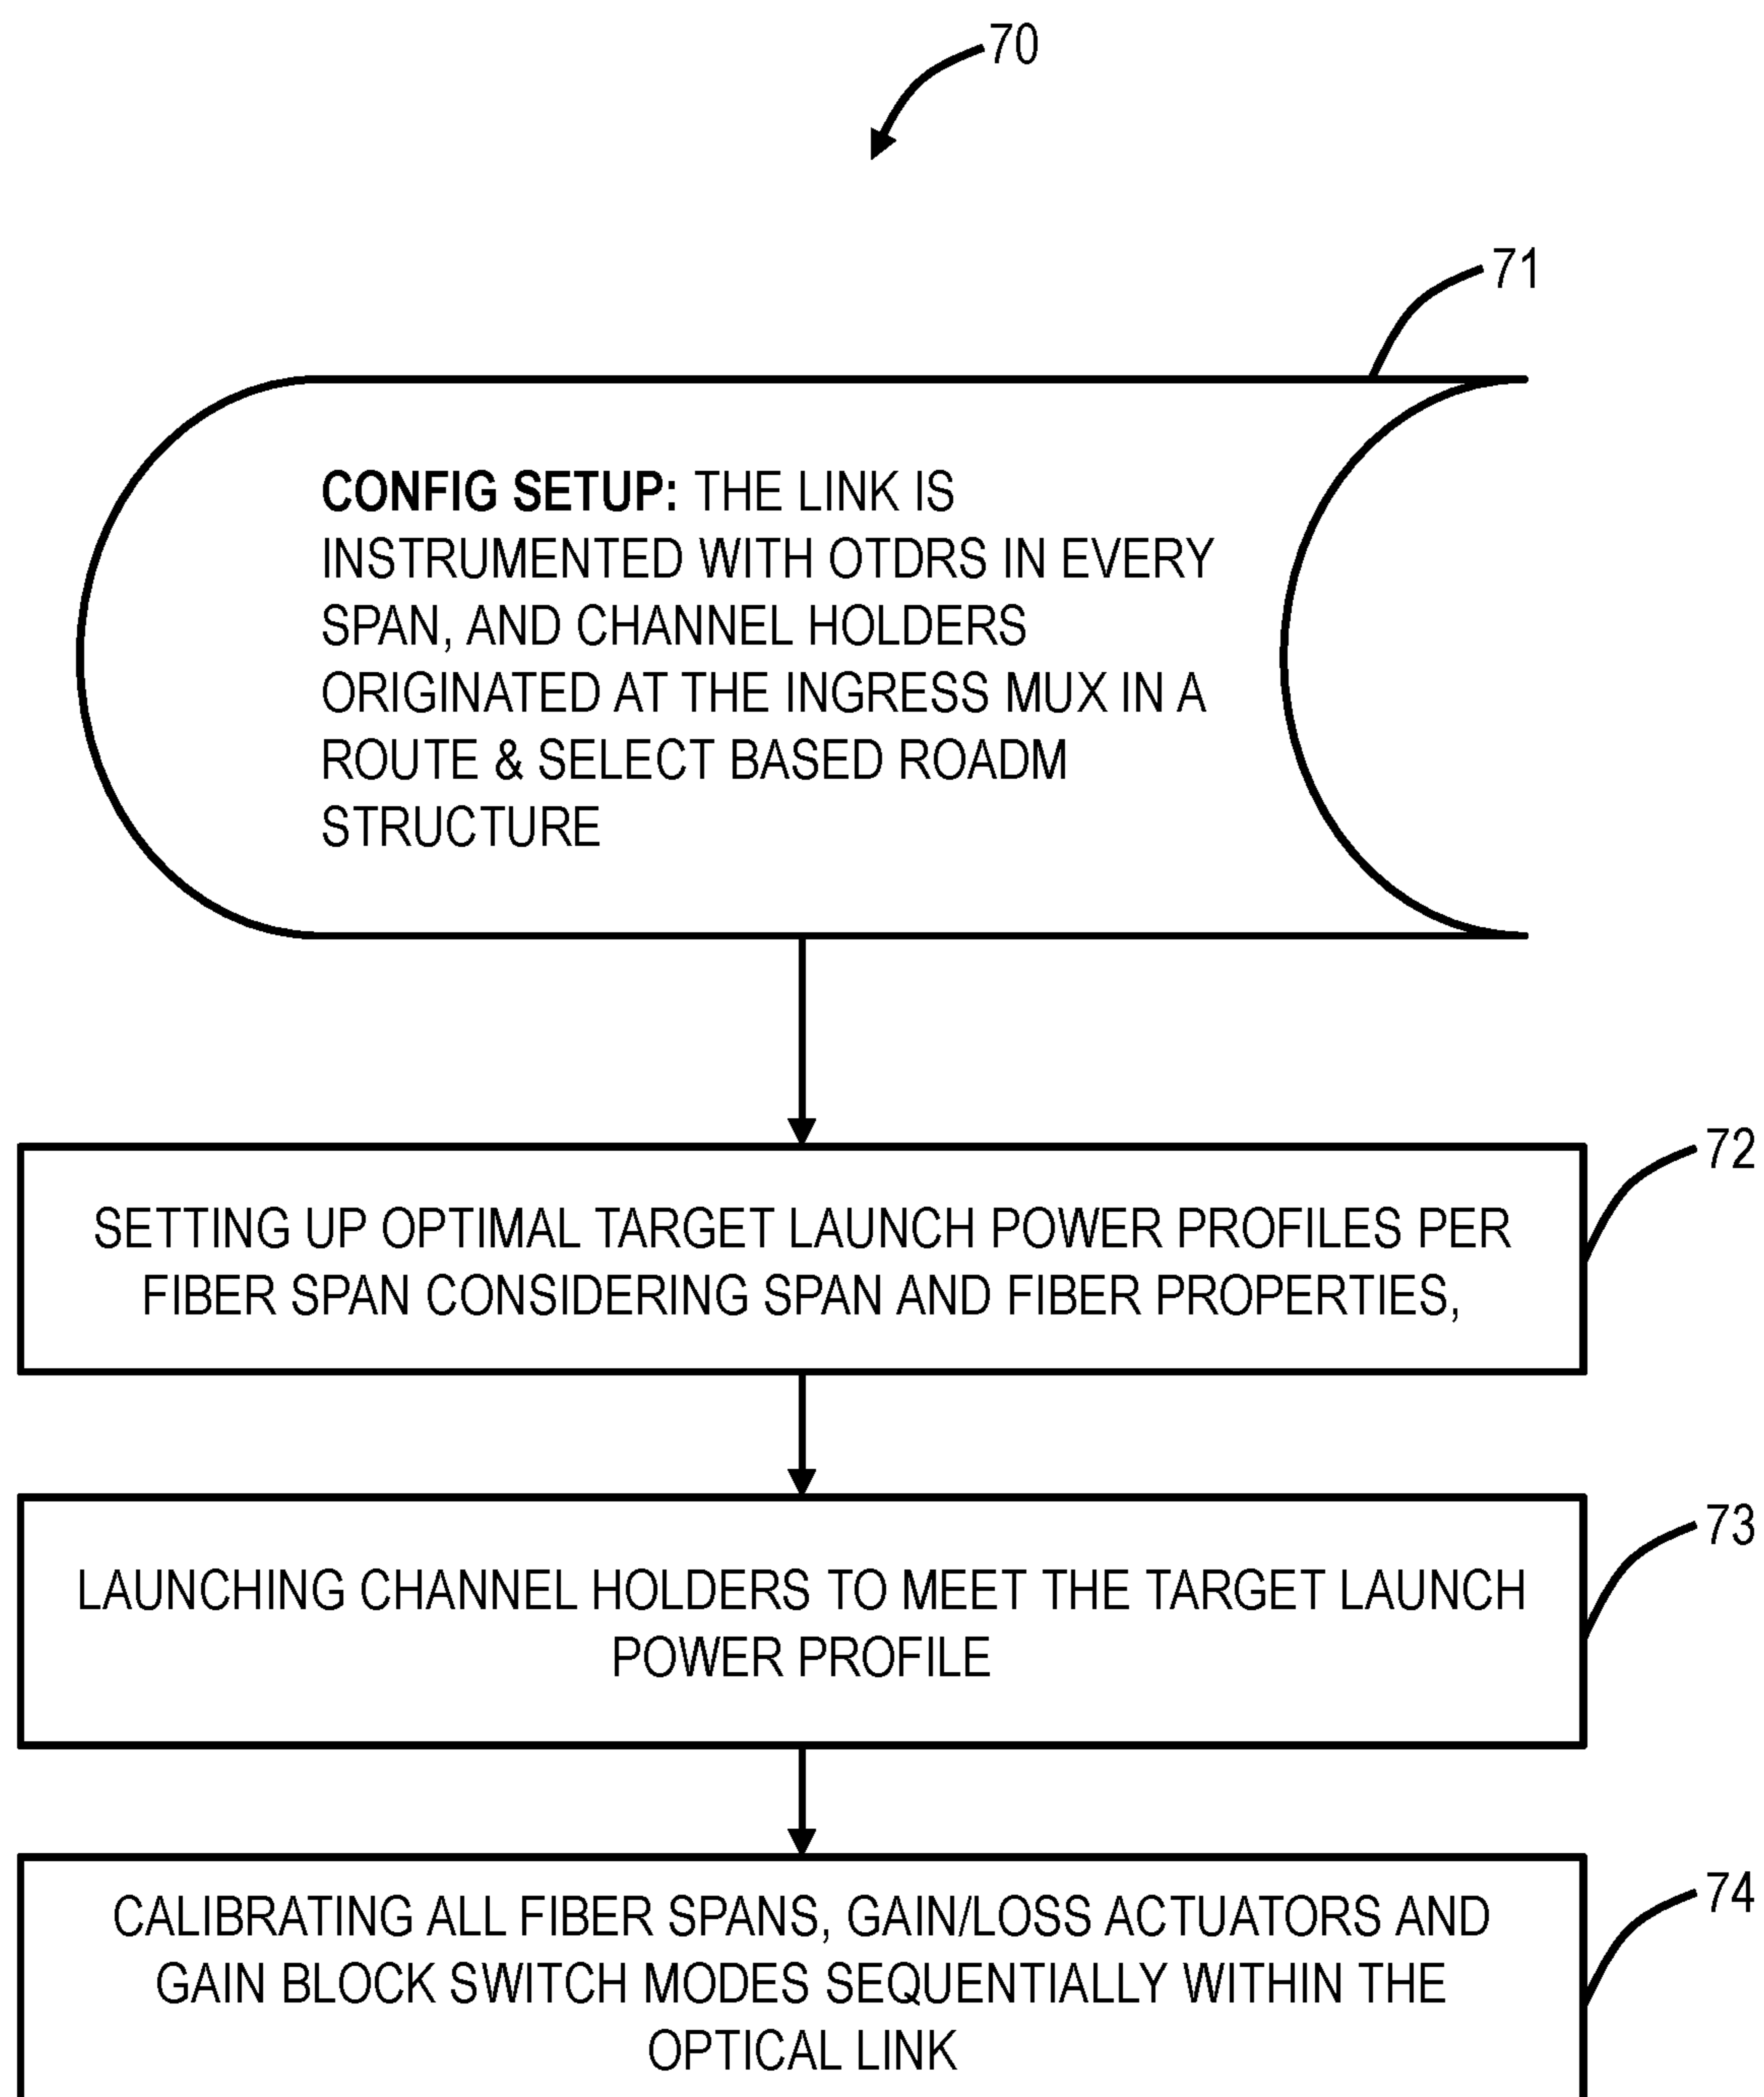 70
71
CONFIG SETUP: THE LINK IS
INSTRUMENTED WITH OTDRS IN EVERY
SPAN, AND CHANNEL HOLDERS
ORIGINATED AT THE INGRESS MUX IN A
ROUTE & SELECT BASED ROADM
STRUCTURE
72
SETTING UP OPTIMAL TARGET LAUNCH POWER PROFILES PER
FIBER SPAN CONSIDERING SPAN AND FIBER PROPERTIES,
73
LAUNCHING CHANNEL HOLDERS TO MEET THE TARGET LAUNCH
POWER PROFILE
74
CALIBRATING ALL FIBER SPANS, GAIN/LOSS ACTUATORS AND
GAIN BLOCK SWITCH MODES SEQUENTIALLY WITHIN THE
OPTICAL LINK